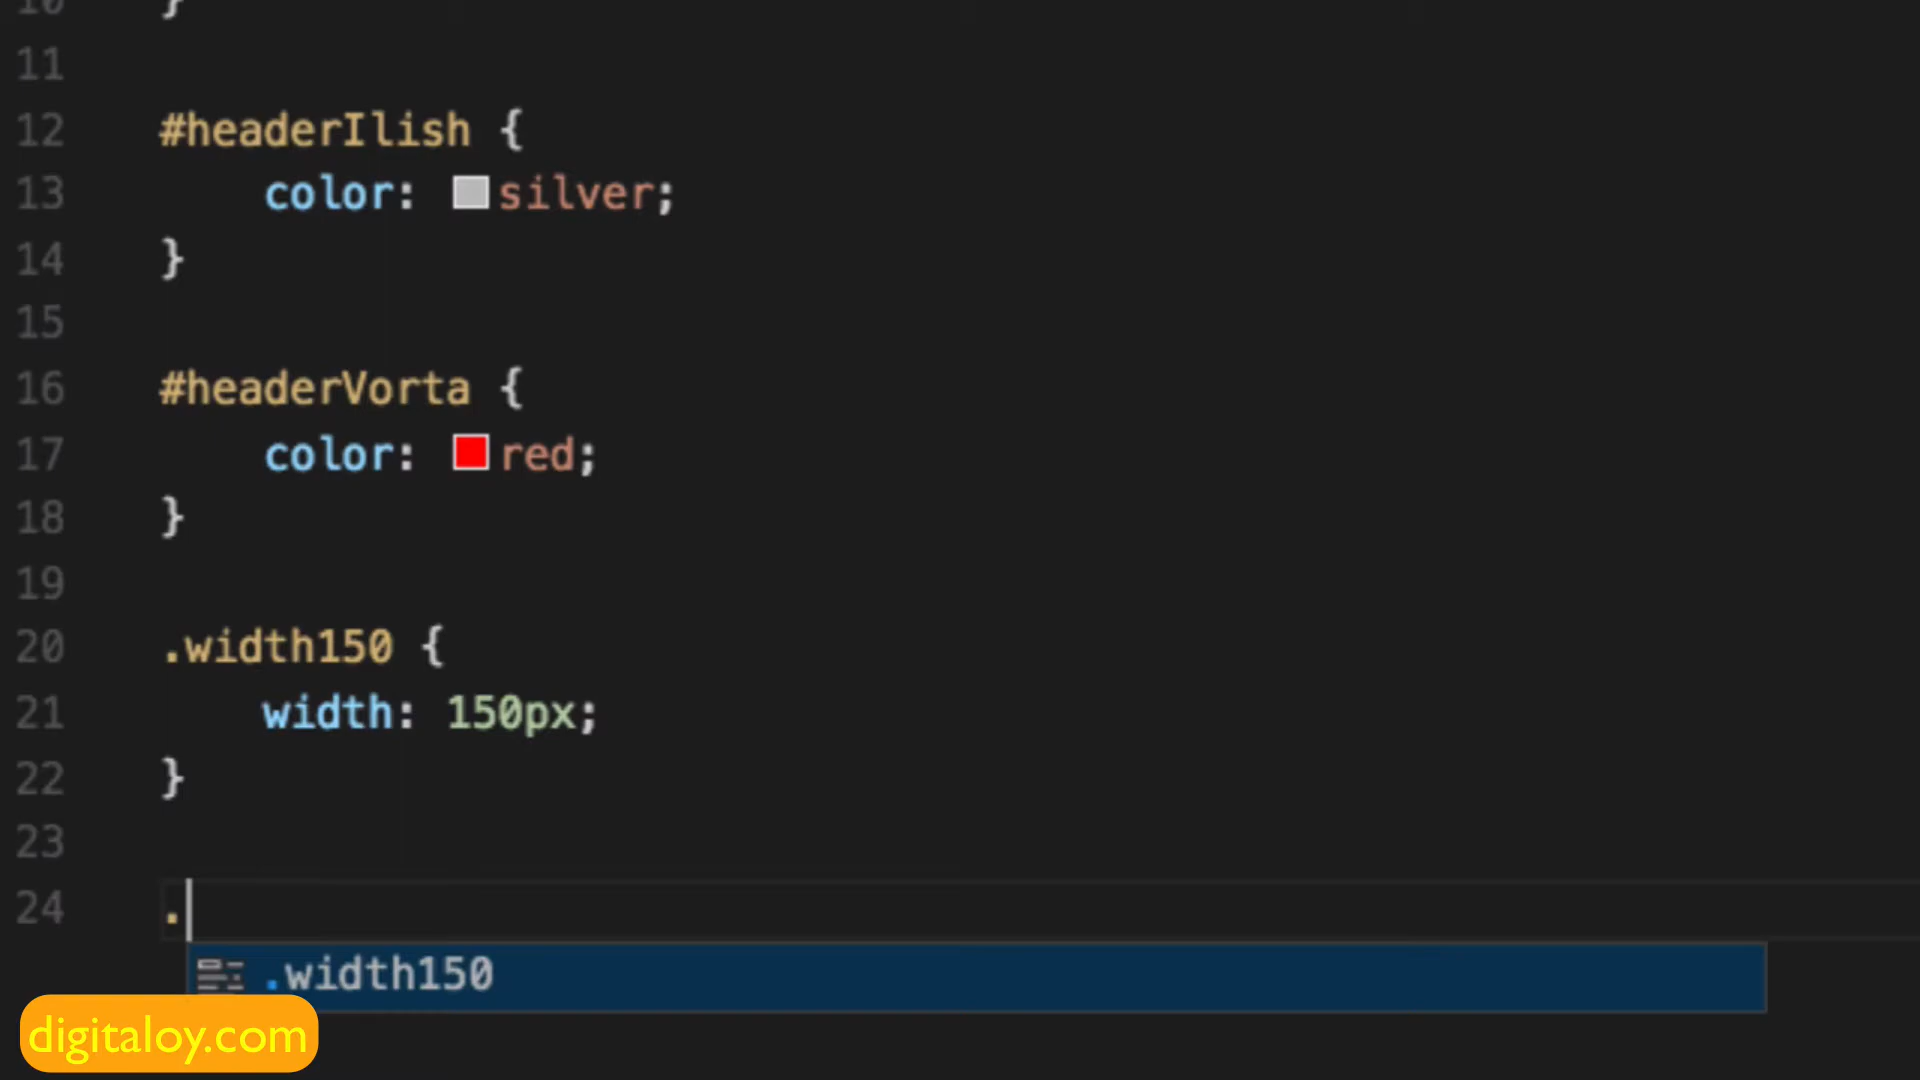 10 }
11
12 #headerIlish {
13 color: silver;
14 }
15
16 #headerVorta {
17 color: red;
18 }
19
20 .width150 {
21 width: 150px;
22 }
23
24 .
.width150
digitaloy.com